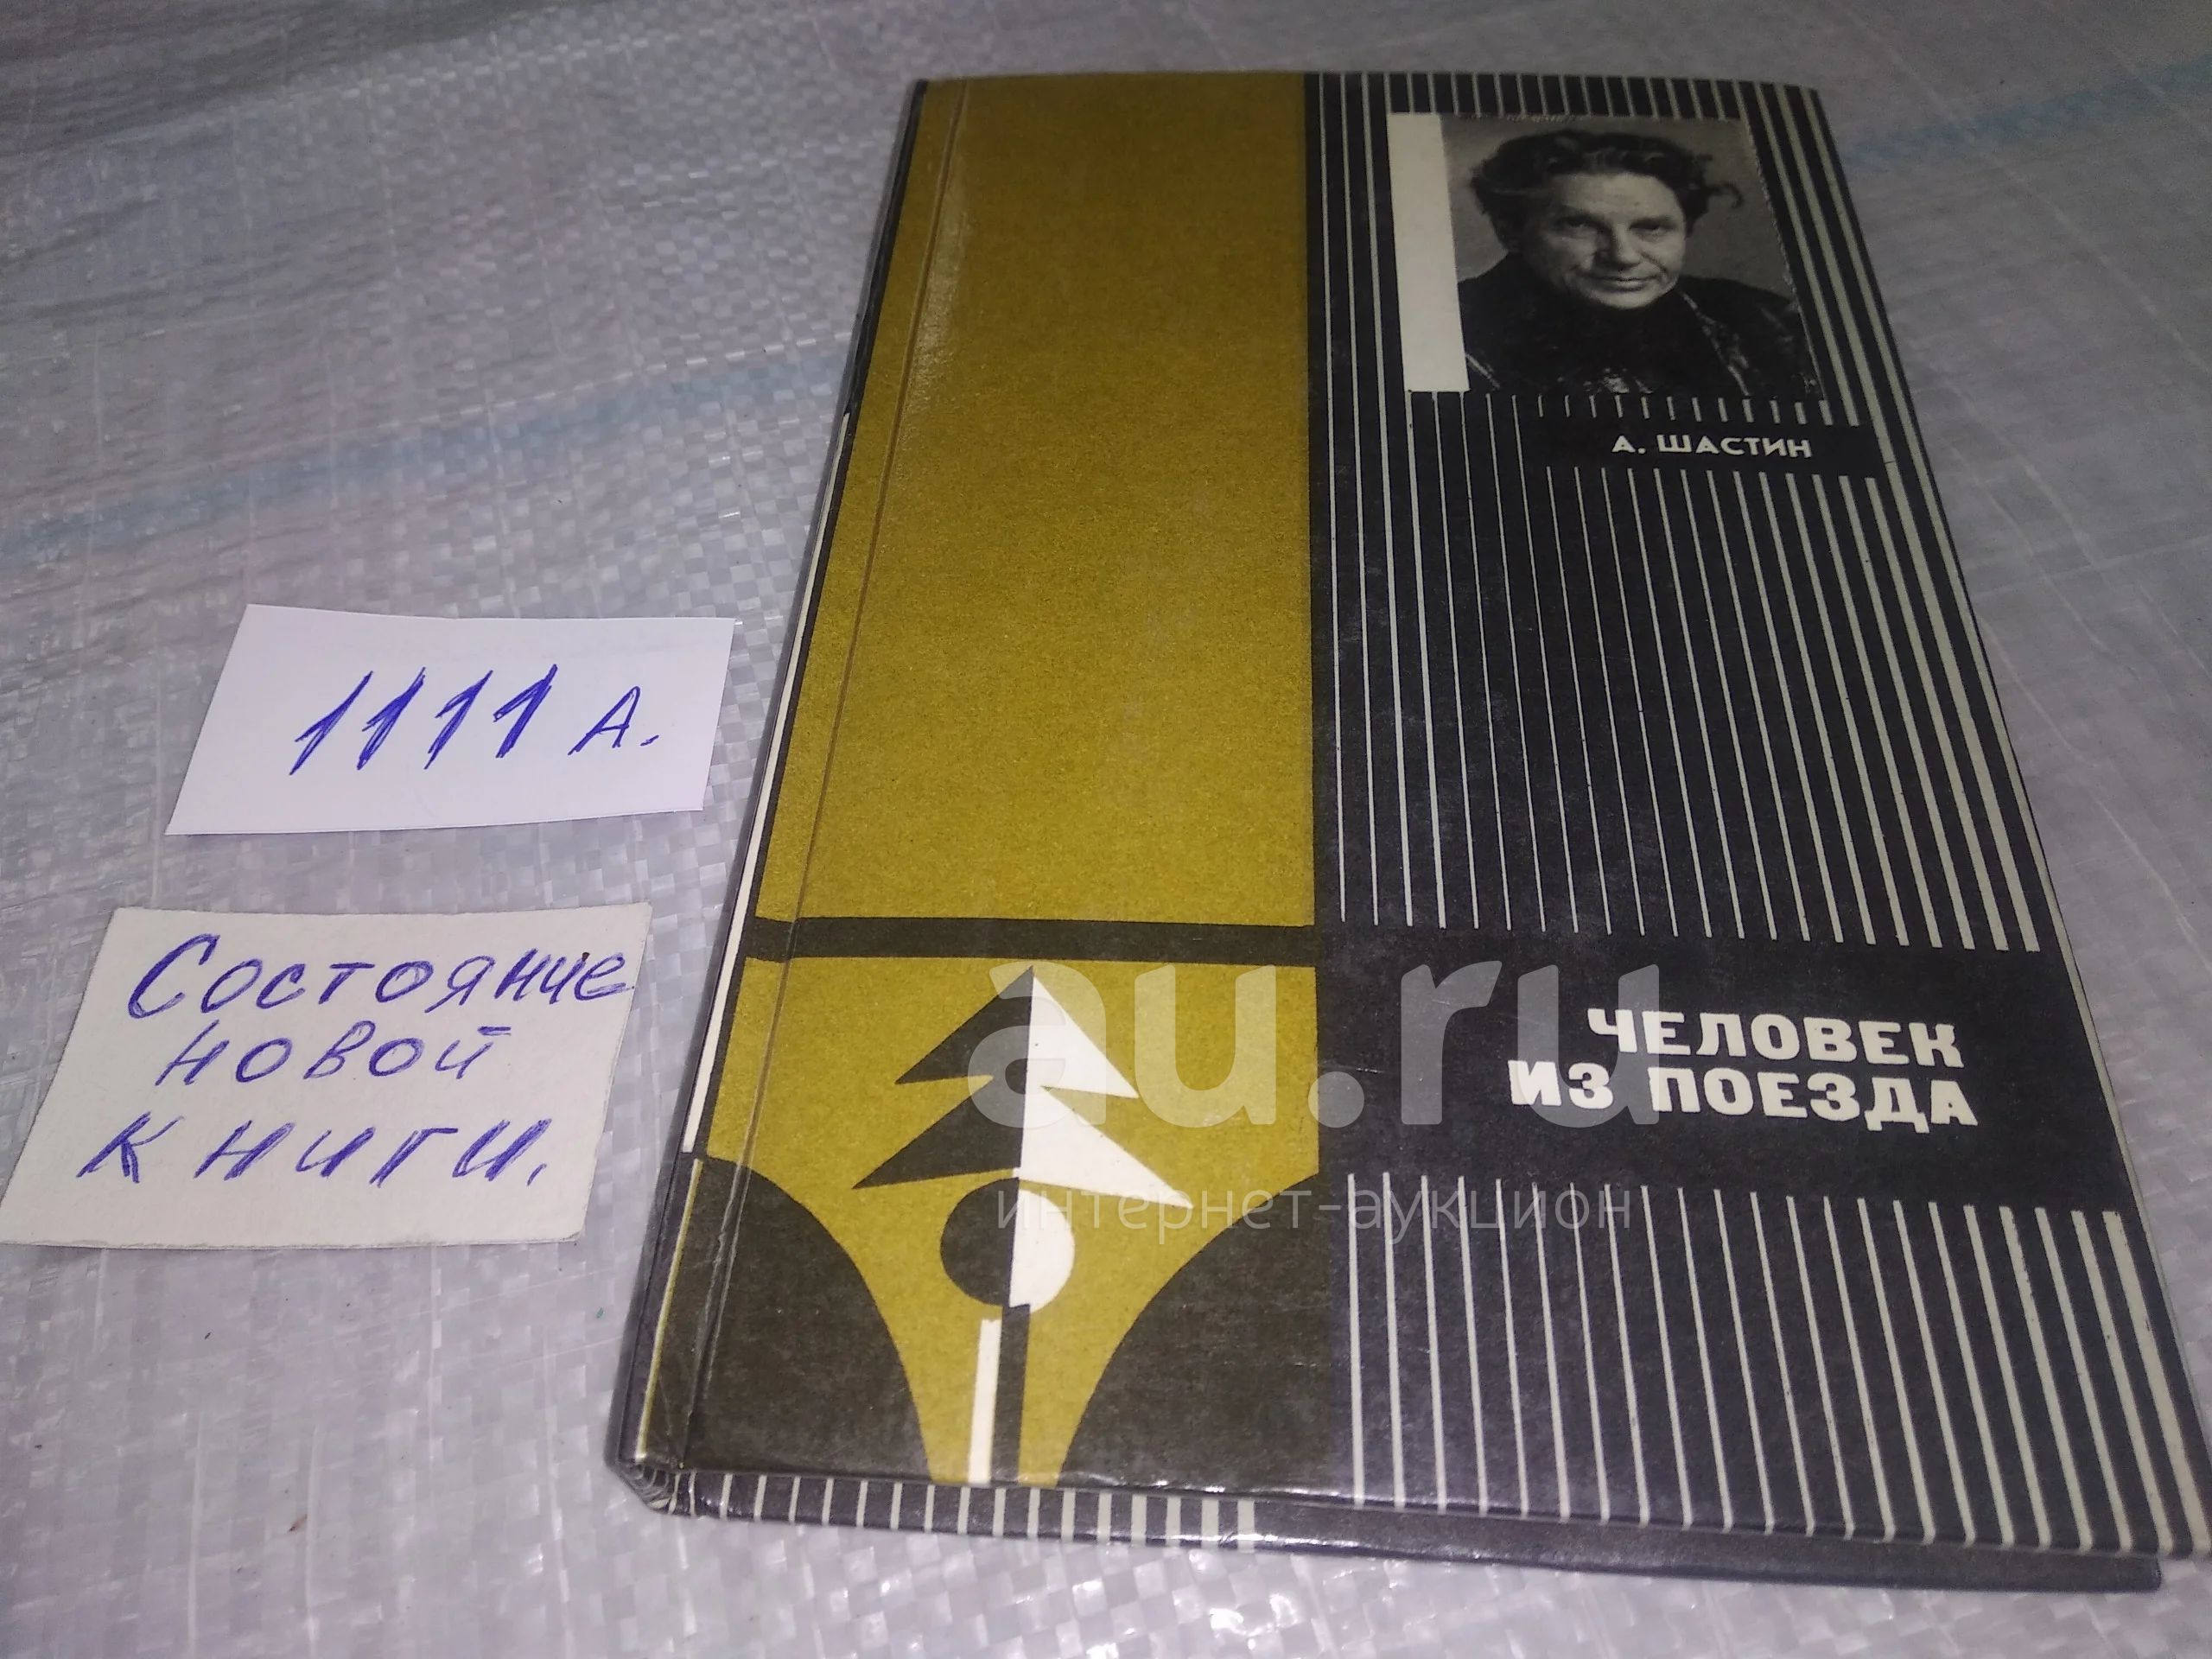 А. ШАСТИН
1111 А.
Состояние
новой
книги.
ЧЕЛОВЕК
ИЗ ПОЕЗДА
au.ru
интернет-аукцион